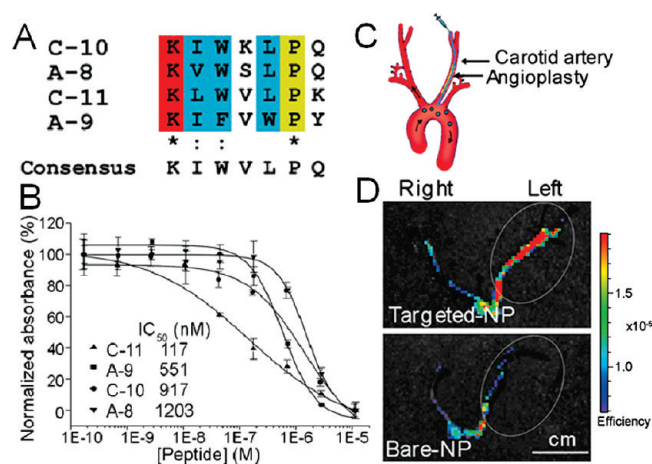 A
C-10 K I W K L P Q
A-8 K V W S L P Q
C-11 K L W V L P K
A-9 K I F V W P Y
* : : *
Consensus K I W V L P Q
B
Normalized absorbance (%)
120
100
80
60
40
20
0
IC50 (nM)
C-11 117
A-9 551
C-10 917
A-8 1203
1E-10 1E-9 1E-8 1E-7 1E-6 1E-5
[Peptide] (M)
C
Carotid artery
Angioplasty
D
Right Left
Targeted-NP
Bare-NP
cm
1.5
x10⁻⁵
1.0
Efficiency